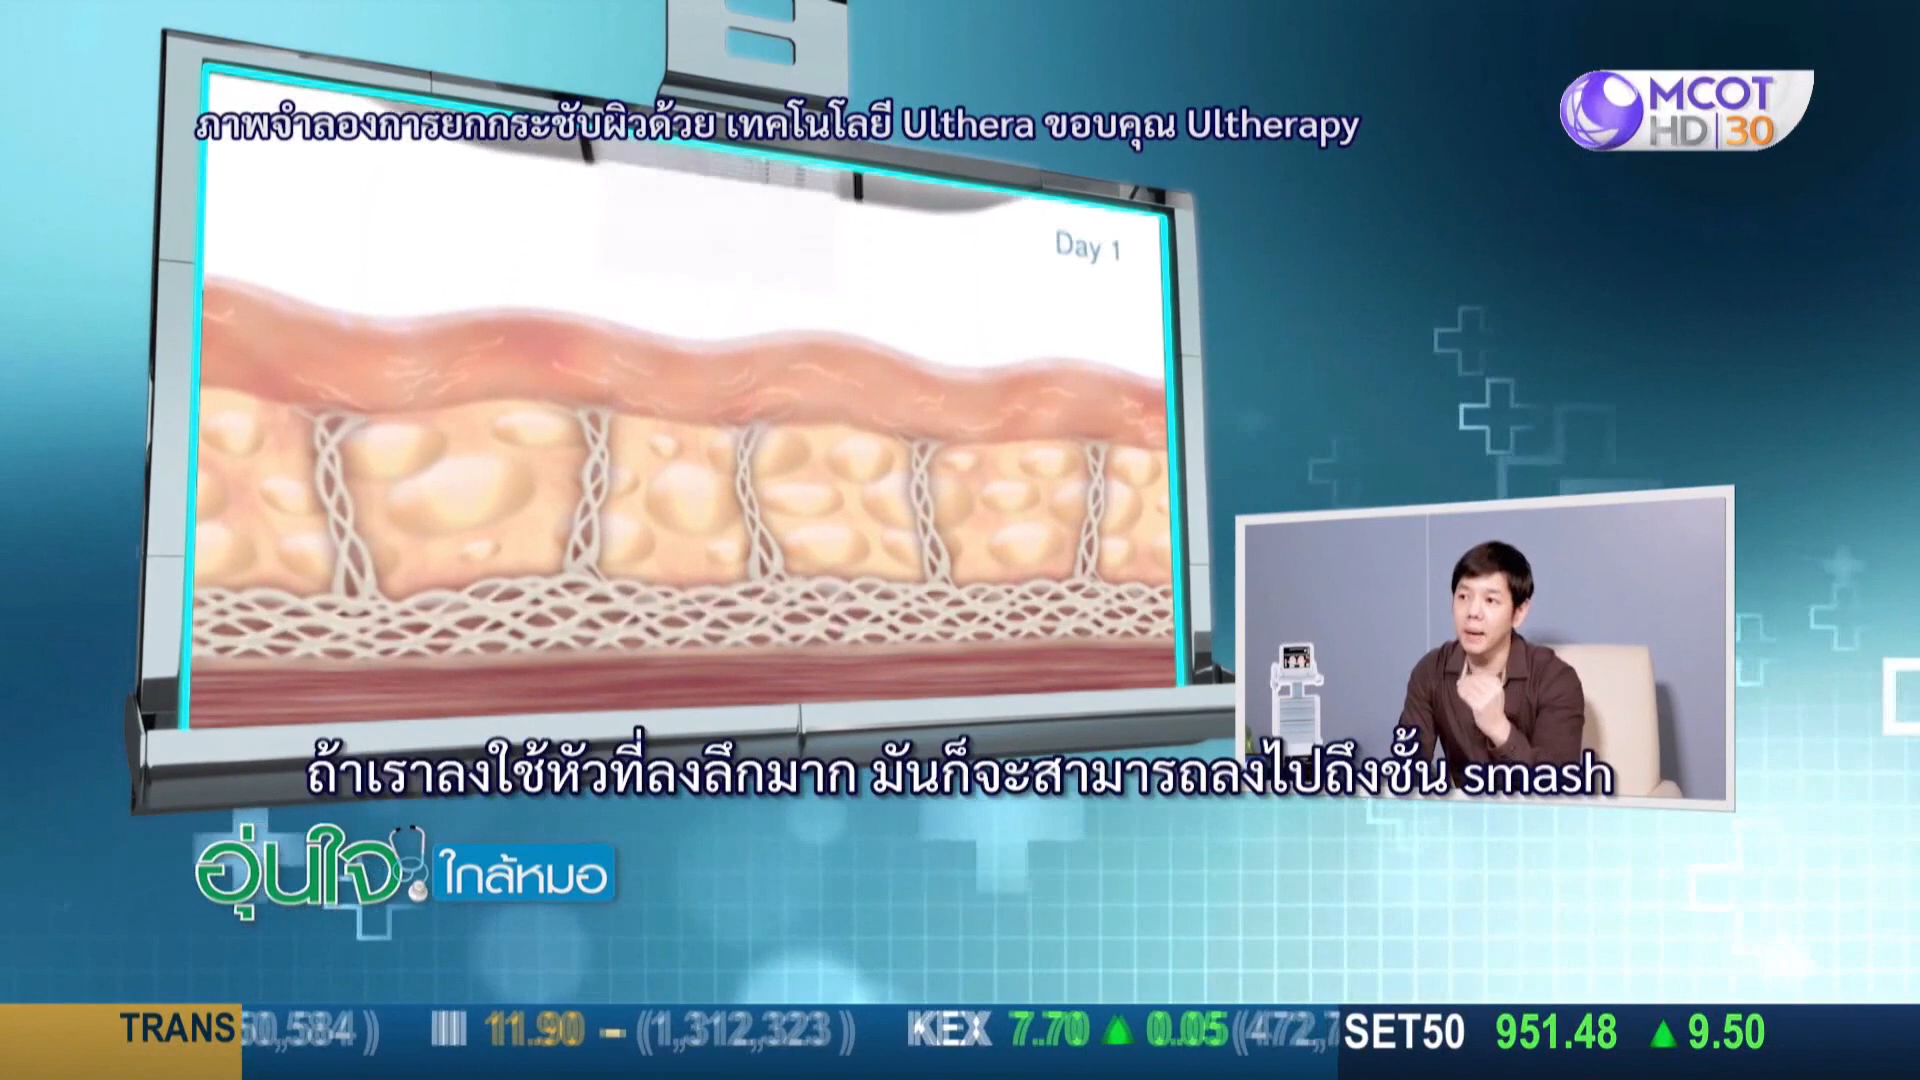 ภาพจำลองการยกกระชับผิวด้วย เทคโนโลยี Ulthera ขอบคุณ Ultherapy
MCOT
HD 30
Day 1
ถ้าเราลงใช้หัวที่ลงลึกมาก มันก็จะสามารถลงไปถึงชั้น smash
อุ่นใจ ใกล้หมอ
TRANS 50,584 ) 11.90 – (1,312,323 ) KEX 7.70 ▲ 0.05 (472,7 SET50 951.48 ▲ 9.50